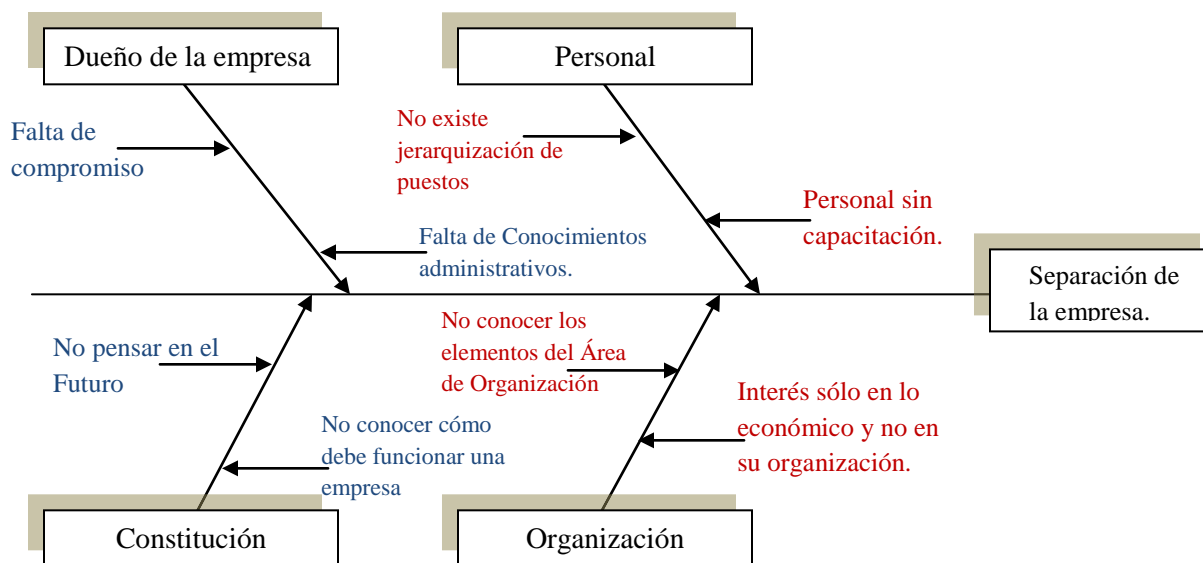 Dueño de la empresa
Personal
Falta de
compromiso
No existe
jerarquización de
puestos
Personal sin
capacitación.
Falta de Conocimientos
administrativos.
Separación de
la empresa.
No pensar en el
Futuro
No conocer los
elementos del Área
de Organización
Interés sólo en lo
económico y no en
su organización.
No conocer cómo
debe funcionar una
empresa
Constitución
Organización